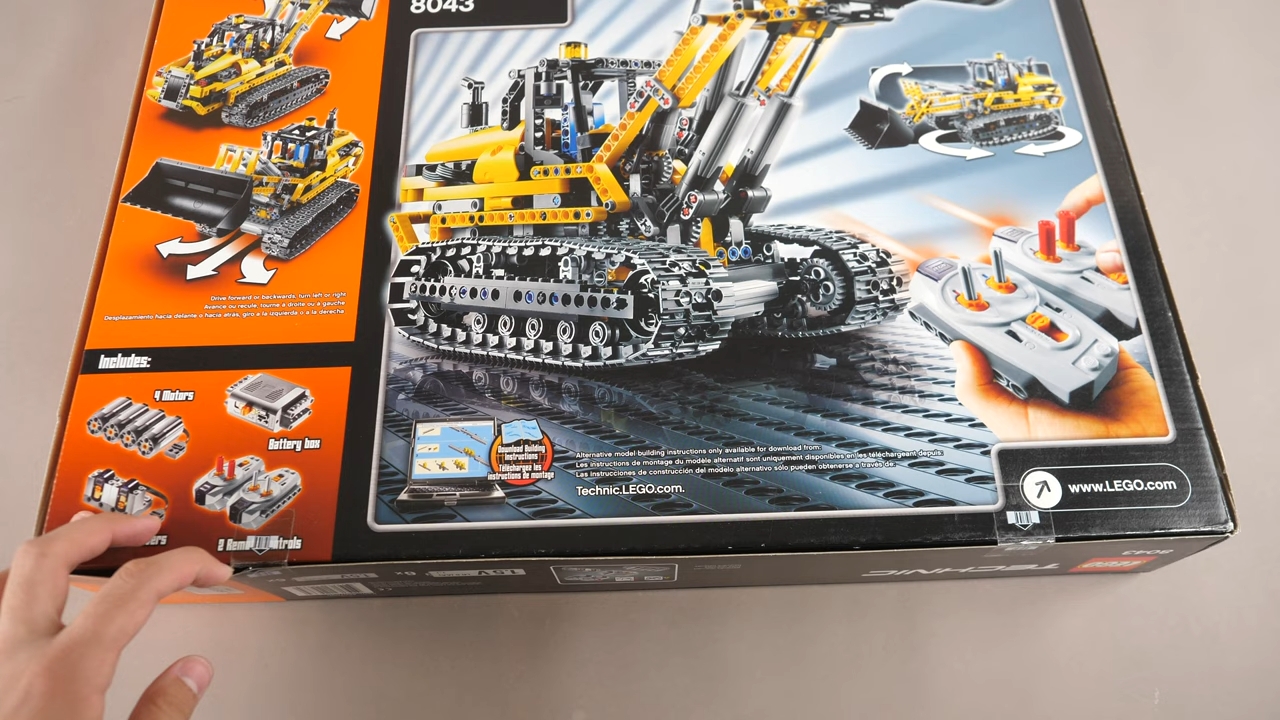 8043
Drive forward or backwards, turn left or right
Avance ou recule, tourne à droite ou à gauche
Desplazamiento hacia delante o hacia atrás, giro a la izquierda o a la derecha
Includes:
4 Motors
Battery box
2 Rem trols
Download Building
Instructions
Téléchargez les
instructions de montage
Alternative model building instructions only available for download from:
Les instructions de montage du modèle alternatif sont uniquement disponibles en les téléchargeant depuis:
Las instrucciones de construcción del modelo alternativo sólo pueden obtenerse a través de:
Technic.LEGO.com.
www.LEGO.com
8043
TECHNIC
LEGO